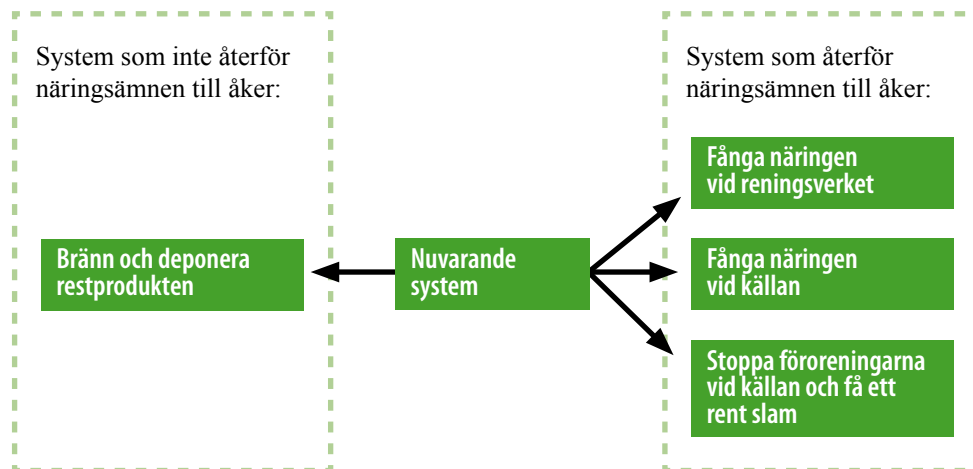 System som inte återför
näringsämnen till åker:
Bränn och deponera
restprodukten
Nuvarande
system
System som återför
näringsämnen till åker:
Fånga näringen
vid reningsverket
Fånga näringen
vid källan
Stoppa föroreningarna
vid källan och få ett
rent slam